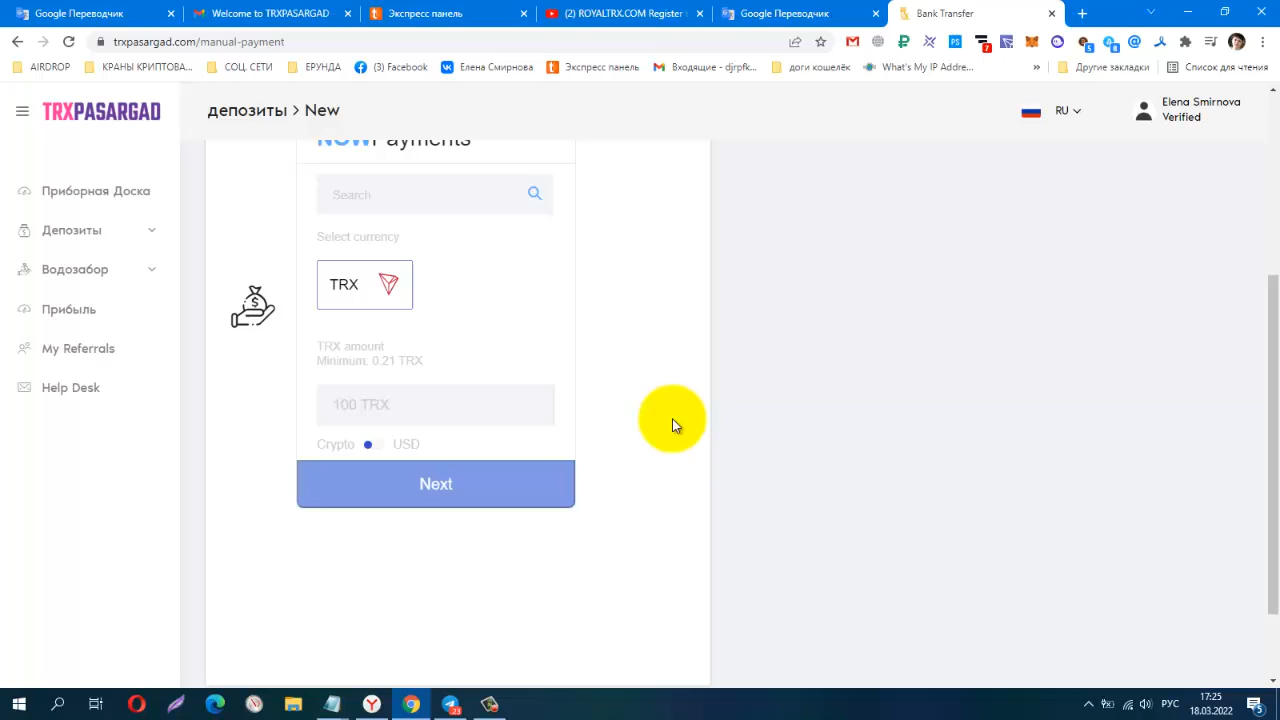 Google Переводчик
Welcome to TRXPASARGAD
Экспресс панель
(2) ROYALTRX.COM Register
Google Переводчик
Bank Transfer
trxpasargad.com/manual-payment
AIRDROP
КРАНЫ КРИПТОВА...
СОЦ. СЕТИ
ЕРУНДА
(3) Facebook
Елена Смирнова
Экспресс панель
Входящие - djrpfk...
доги кошелёк
What's My IP Addre...
»
Другие закладки
Список для чтения
TRXPASARGAD
депозиты > New
RU
Elena Smirnova
Verified
Приборная Доска
Депозиты
Водозабор
Прибыль
My Referrals
Help Desk
NOWPayments
Search
Select currency
TRX
TRX amount
Minimum: 0.21 TRX
100 TRX
Crypto USD
Next
РУС
17:25
18.03.2022